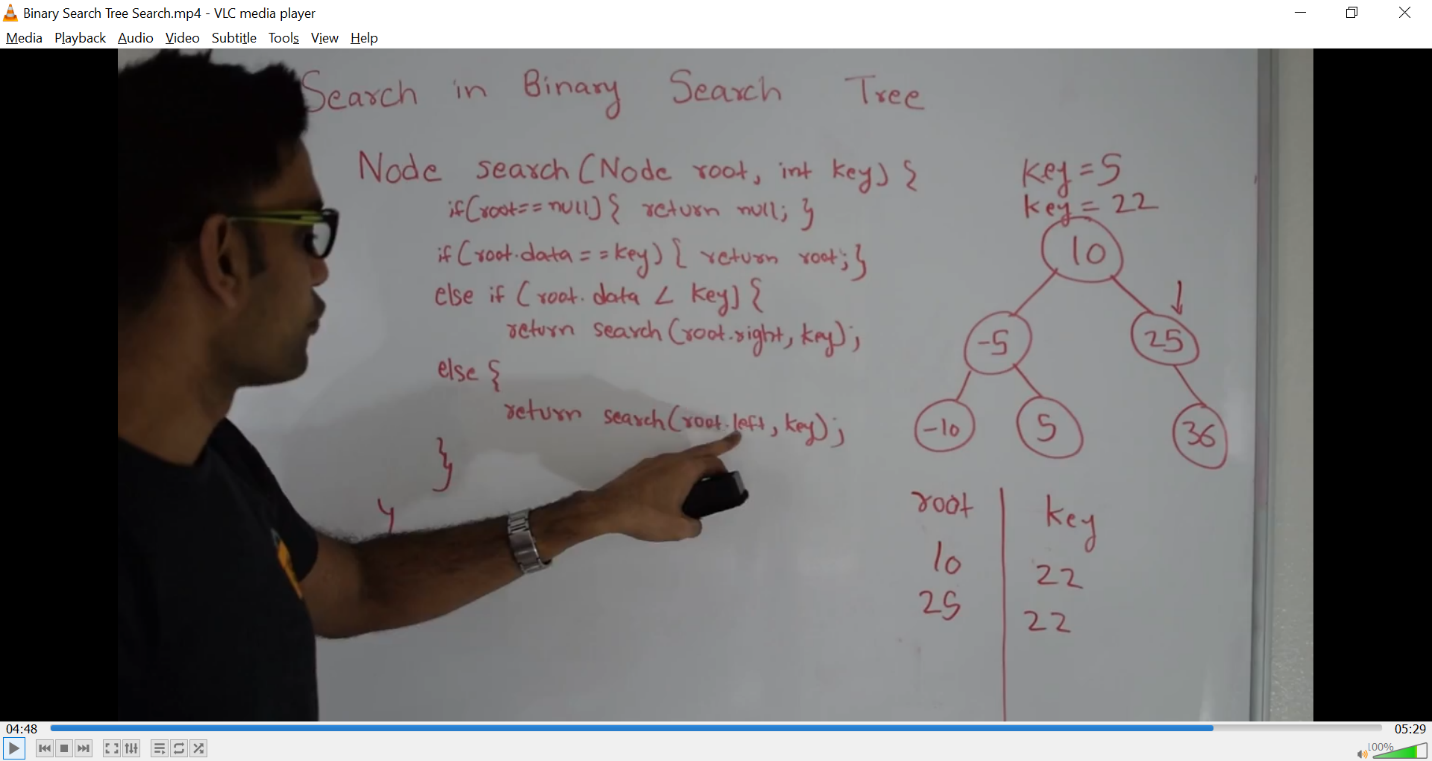 Binary Search Tree Search.mp4 - VLC media player
Media Playback Audio Video Subtitle Tools View Help
Search in Binary Search Tree
Node search(Node root, int key) {
if(root==null) { return null; }
if(root.data==key) { return root; }
else if (root.data < key) {
return search(root.right, key);
else {
return search(root.left, key);
}
}
key=5
key=22
10
-5 25
-10 5 36
root key
10 22
25 22
04:48 05:29
100%